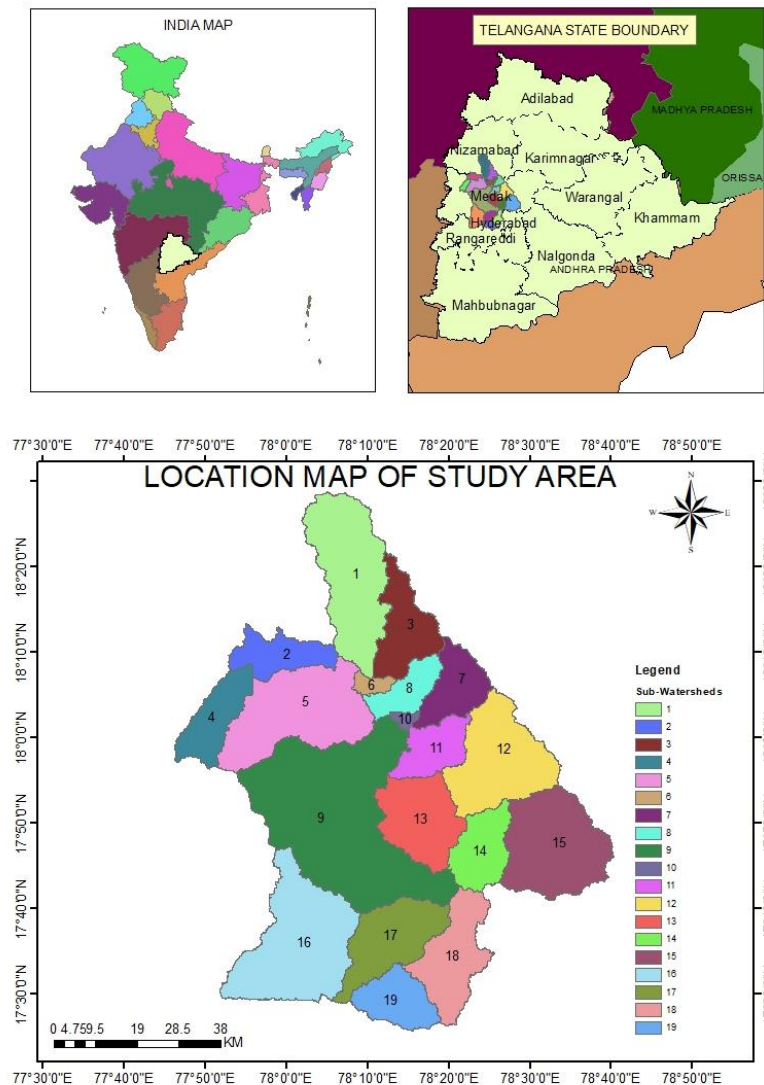 INDIA MAP
TELANGANA STATE BOUNDARY
MADHYA PRADESH
Adilabad
Nizamabad
Karimnagar
ORISSA
Medak
Warangal
Khammam
Hyderabad
Rangareddi
Nalgonda
ANDHRA PRADESH
Mahbubnagar
77°30'0"E 77°40'0"E 77°50'0"E 78°0'0"E 78°10'0"E 78°20'0"E 78°30'0"E 78°40'0"E 78°50'0"E
LOCATION MAP OF STUDY AREA
N
W E
S
18°20'0"N
18°10'0"N
18°0'0"N
17°50'0"N
17°40'0"N
17°30'0"N
1
3
2
6
8
7
5
4
10
11
12
9
13
14
15
16
17
18
19
Legend
Sub-Watersheds
1
2
3
4
5
6
7
8
9
10
11
12
13
14
15
16
17
18
19
0 4.75 9.5 19 28.5 38
KM
77°30'0"E 77°40'0"E 77°50'0"E 78°0'0"E 78°10'0"E 78°20'0"E 78°30'0"E 78°40'0"E 78°50'0"E